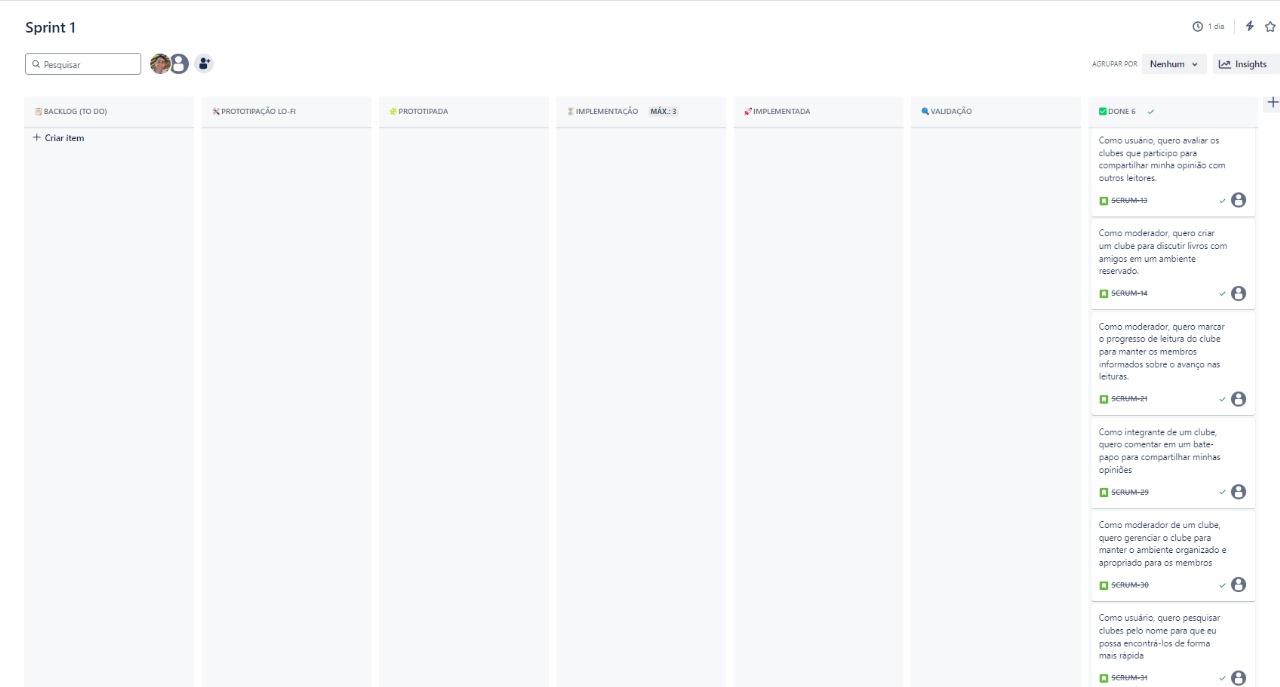 Sprint 1
1 dia
Pesquisar
AGRUPAR POR
Nenhum
Insights
BACKLOG (TO DO)
PROTOTIPAÇÃO LO-FI
PROTOTIPADA
IMPLEMENTAÇÃO MÁX.: 3
IMPLEMENTADA
VALIDAÇÃO
DONE 6
+ Criar item
Como usuário, quero avaliar os
clubes que participo para
compartilhar minha opinião com
outros leitores.
SCRUM-13
Como moderador, quero criar
um clube para discutir livros com
amigos em um ambiente
reservado.
SCRUM-14
Como moderador, quero marcar
o progresso de leitura do clube
para manter os membros
informados sobre o avanço nas
leituras.
SCRUM-21
Como integrante de um clube,
quero comentar em um bate-
papo para compartilhar minhas
opiniões
SCRUM-29
Como moderador de um clube,
quero gerenciar o clube para
manter o ambiente organizado e
apropriado para os membros
SCRUM-30
Como usuário, quero pesquisar
clubes pelo nome para que eu
possa encontrá-los de forma
mais rápida
SCRUM-31